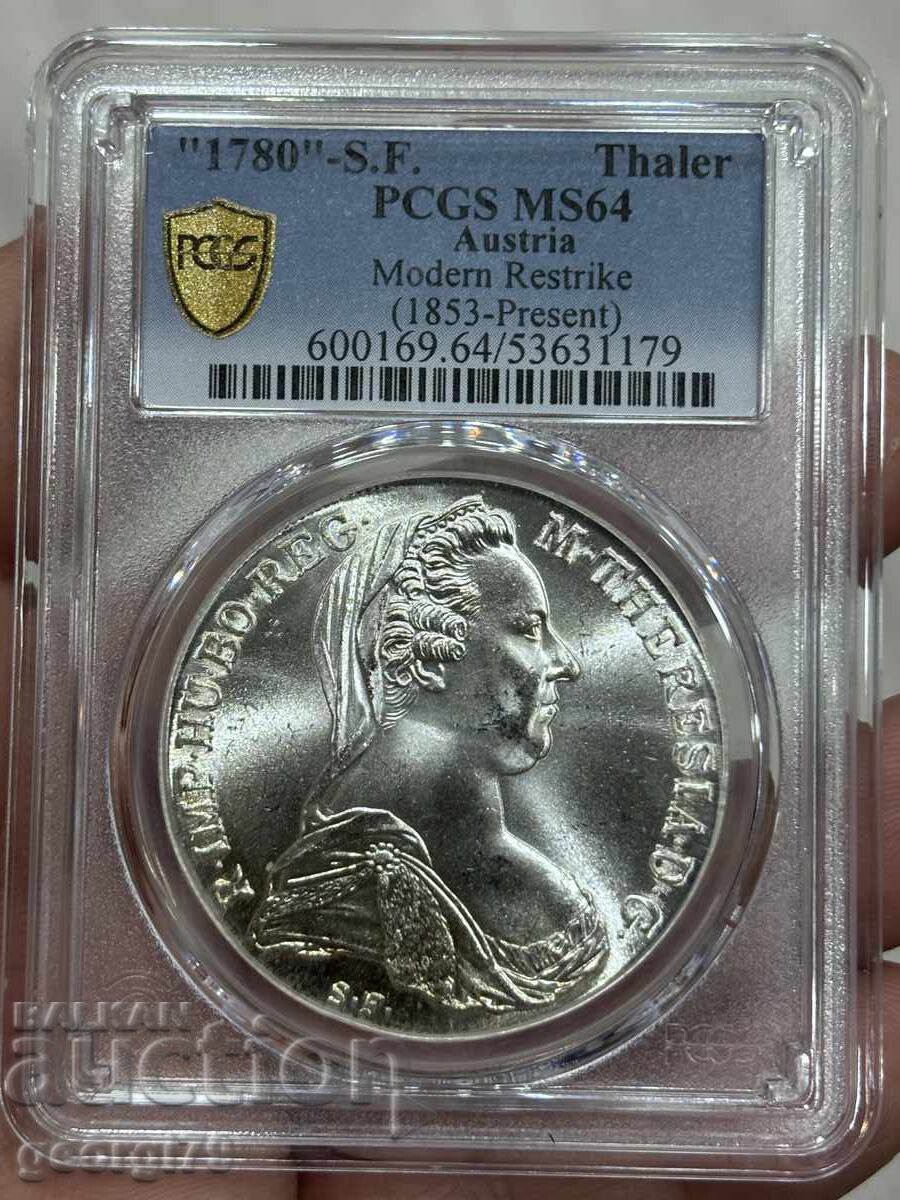 "1780"-S.F. Thaler
PCGS MS64
Austria
Modern Restrike
(1853-Present)
600169.64/53631179
PCGS
R·IMP·HU·BO·REG·
M·THERESIA·D·G·
S.F.
PCGS
BALKAN
auction
georgi78